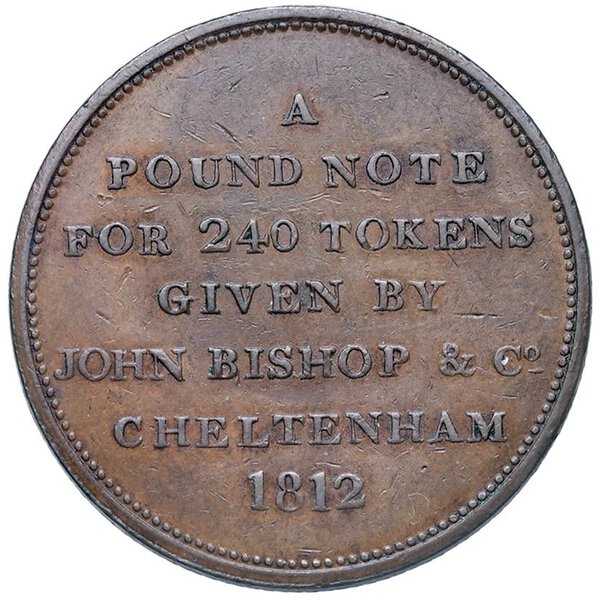 A
POUND NOTE
FOR 240 TOKENS
GIVEN BY
JOHN BISHOP & Cº
CHELTENHAM
1812